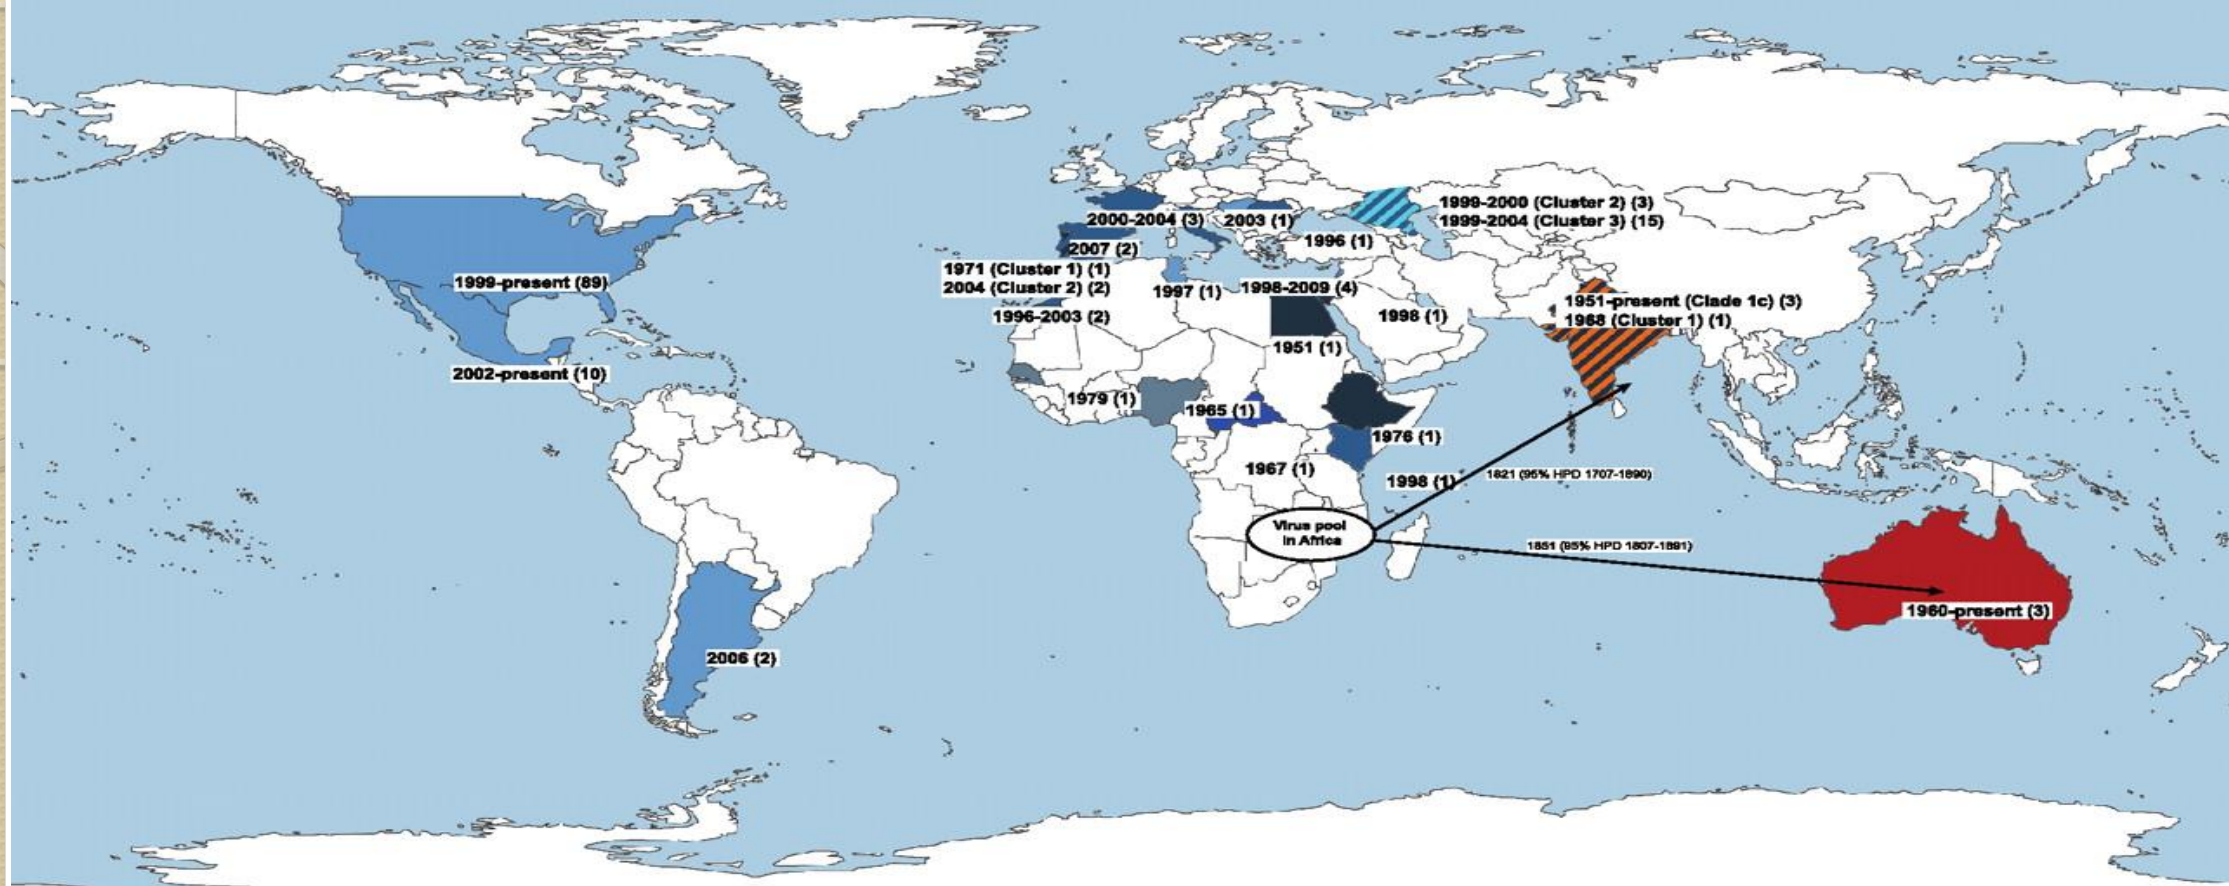 1999-present (89)
2002-present (10)
2006 (2)
2000-2004 (3)
2003 (1)
1999-2000 (Cluster 2) (3)
1999-2004 (Cluster 3) (15)
2007 (2)
1996 (1)
1971 (Cluster 1) (1)
2004 (Cluster 2) (2)
1997 (1)
1998-2009 (4)
1996-2003 (2)
1998 (1)
1951-present (Clade 1c) (3)
1968 (Cluster 1) (1)
1951 (1)
1979 (1)
1965 (1)
1976 (1)
1967 (1)
1998 (1)
1821 (95% HPD 1707-1890)
Virus pool
in Africa
1851 (95% HPD 1807-1891)
1960-present (3)